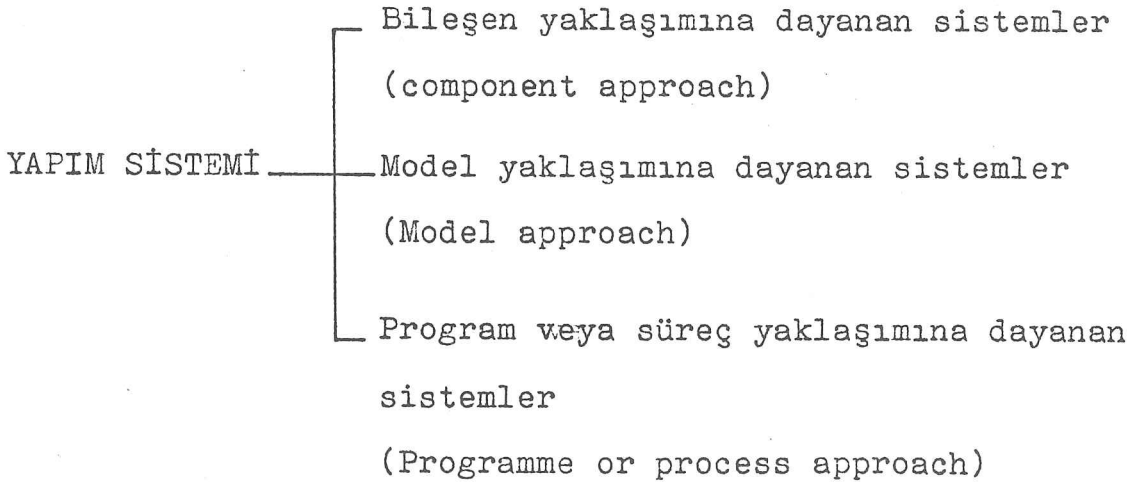 Bileşen yaklaşımına dayanan sistemler
(component approach)
YAPIM SİSTEMİ
Model yaklaşımına dayanan sistemler
(Model approach)
Program veya süreç yaklaşımına dayanan
sistemler
(Programme or process approach)